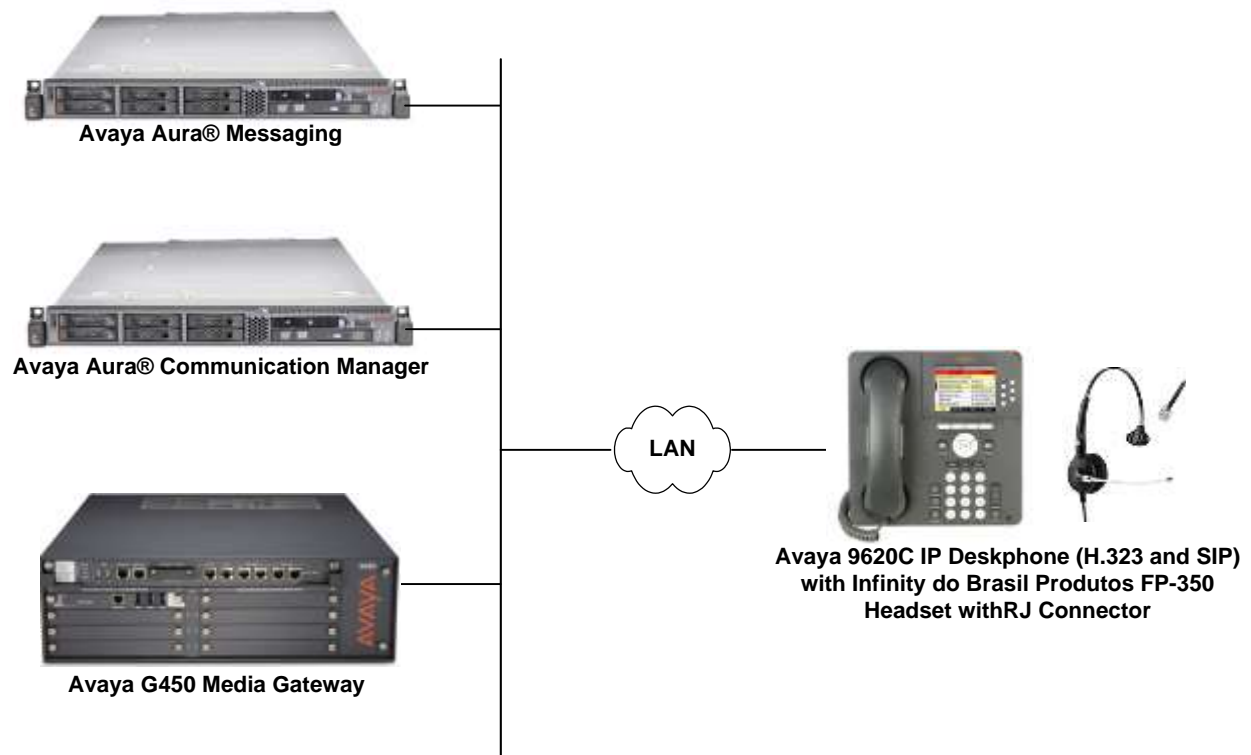 Avaya Aura® Messaging
Avaya Aura® Communication Manager
LAN
Avaya 9620C IP Deskphone (H.323 and SIP)
with Infinity do Brasil Produtos FP-350
Headset withRJ Connector
AVAYA
Avaya G450 Media Gateway